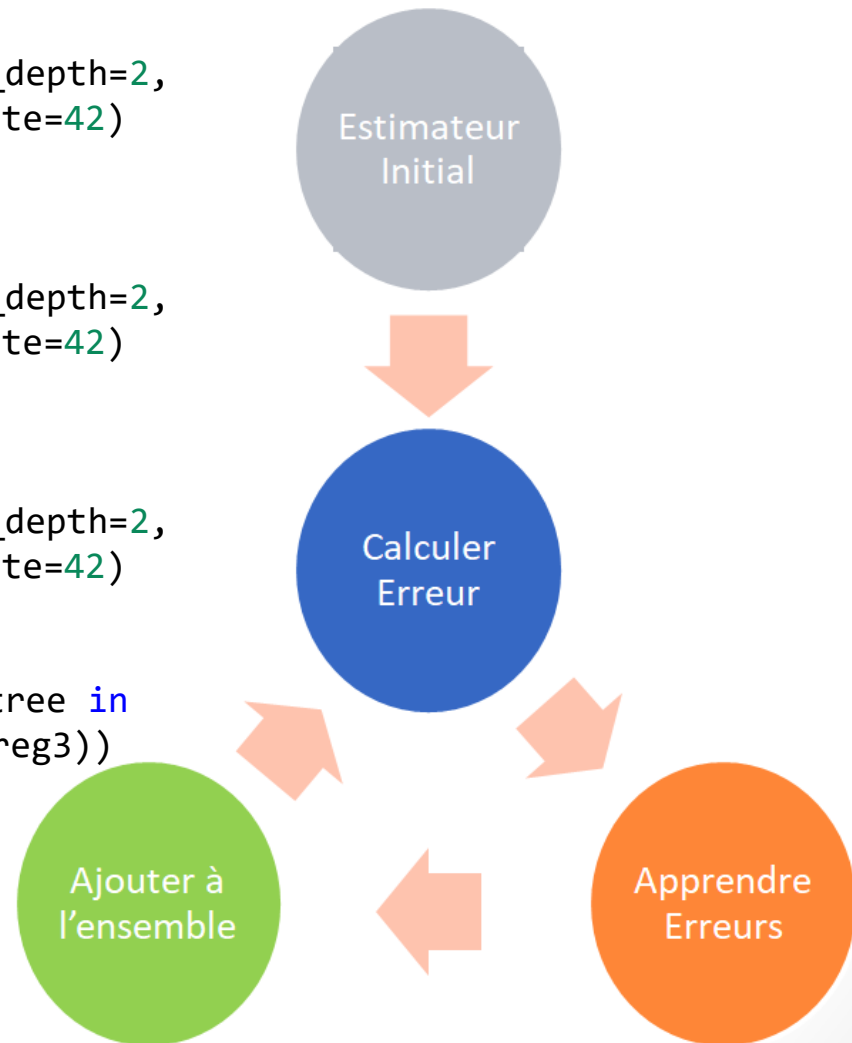 _depth=2,
te=42)
Estimateur
Initial
_depth=2,
te=42)
_depth=2,
te=42)
Calculer
Erreur
tree in
reg3))
Ajouter à
l'ensemble
Apprendre
Erreurs